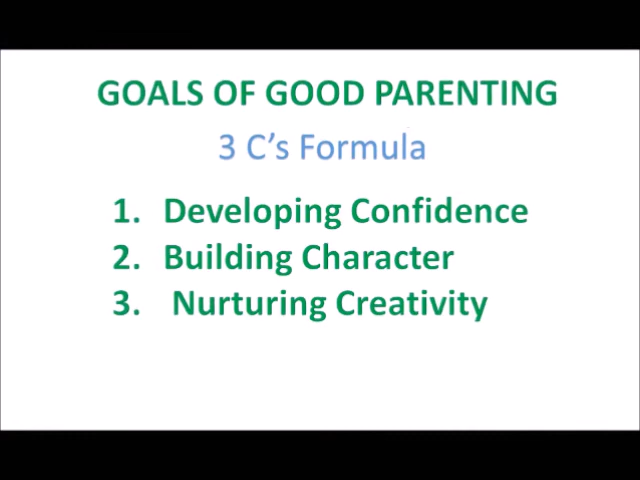 GOALS OF GOOD PARENTING
3 C's Formula
1. Developing Confidence
2. Building Character
3. Nurturing Creativity